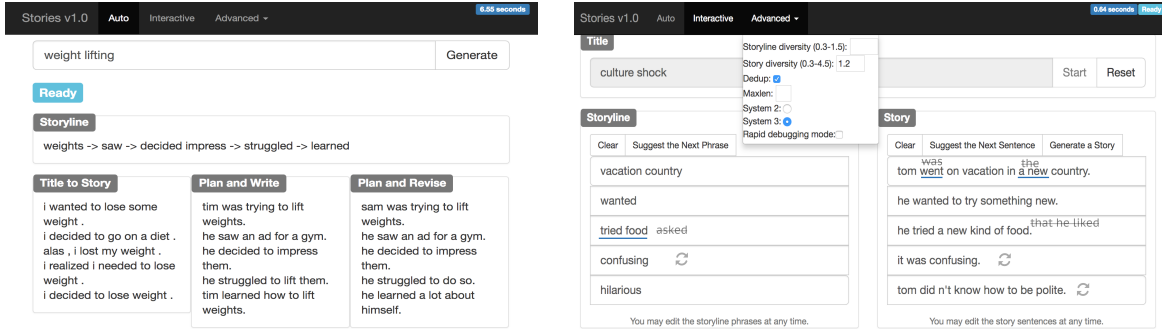 Stories v1.0 Auto Interactive Advanced 6.55 seconds
weight lifting Generate
Ready
Storyline
weights -> saw -> decided impress -> struggled -> learned
Title to Story
i wanted to lose some
weight .
i decided to go on a diet .
alas , i lost my weight .
i realized i needed to lose
weight .
i decided to lose weight .
Plan and Write
tim was trying to lift
weights.
he saw an ad for a gym.
he decided to impress
them.
he struggled to lift them.
tim learned how to lift
weights.
Plan and Revise
sam was trying to lift
weights.
he saw an ad for a gym.
he decided to impress
them.
he struggled to do so.
he learned a lot about
himself.
Stories v1.0 Auto Interactive Advanced 0.64 seconds Ready
Title
culture shock Start Reset
Storyline diversity (0.3-1.5):
Story diversity (0.3-4.5): 1.2
Dedup:
Maxlen:
System 2:
System 3:
Rapid debugging mode:
Storyline
Clear Suggest the Next Phrase
vacation country
wanted
tried food asked
confusing
hilarious
You may edit the storyline phrases at any time.
Story
Clear Suggest the Next Sentence Generate a Story
was the
tom went on vacation in a new country.
he wanted to try something new.
he tried a new kind of food. that he liked
it was confusing.
tom did n't know how to be polite.
You may edit the story sentences at any time.